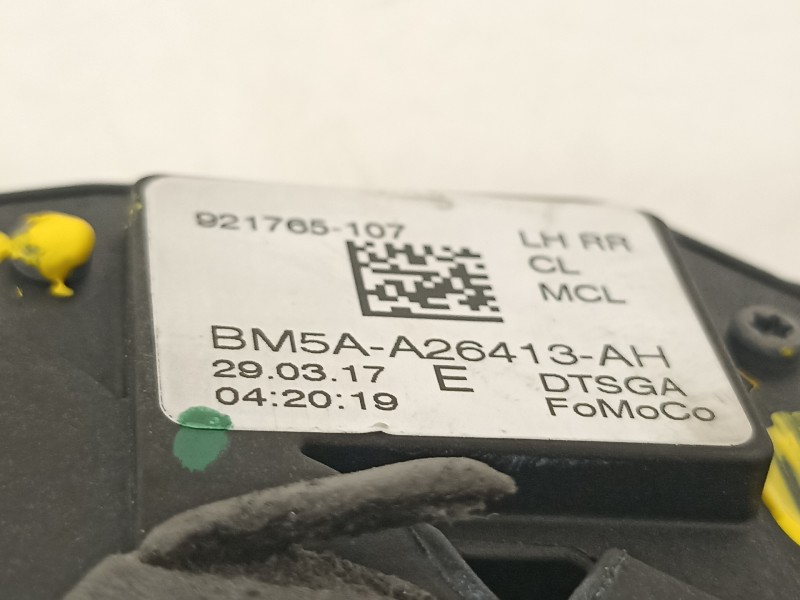 921765-107
LH RR
CL
MCL
BM5A-A26413-AH
29.03.17 E DTSGA
04:20:19 FoMoCo